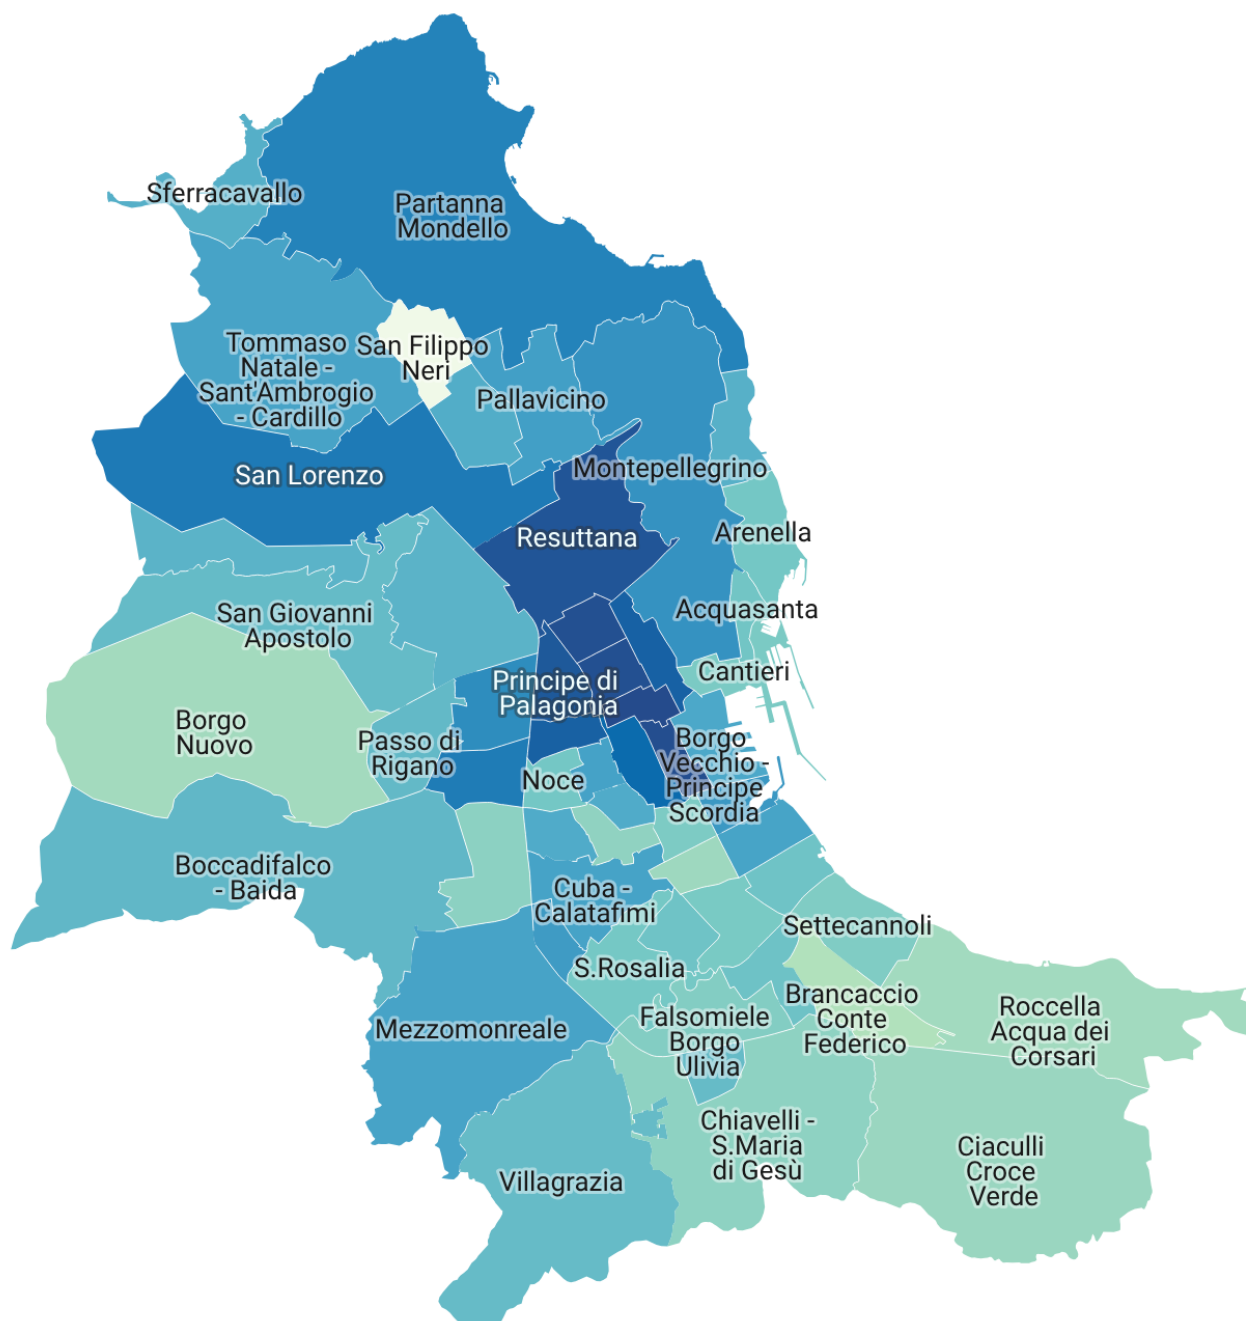 Sferracavallo
Partanna
Mondello
Tommaso
Natale -
Sant'Ambrogio
- Cardillo
San Filippo
Neri
Pallavicino
San Lorenzo
Montepellegrino
Resuttana
Arenella
San Giovanni
Apostolo
Acquasanta
Cantieri
Principe di
Palagonia
Borgo
Nuovo
Passo di
Rigano
Noce
Borgo
Vecchio -
Principe
Scordia
Boccadifalco
- Baida
Cuba -
Calatafimi
Settecannoli
S.Rosalia
Mezzomonreale
Falsomiele
Borgo
Ulivia
Brancaccio
Conte
Federico
Roccella
Acqua dei
Corsari
Chiavelli -
S.Maria
di Gesù
Ciaculli
Croce
Verde
Villagrazia